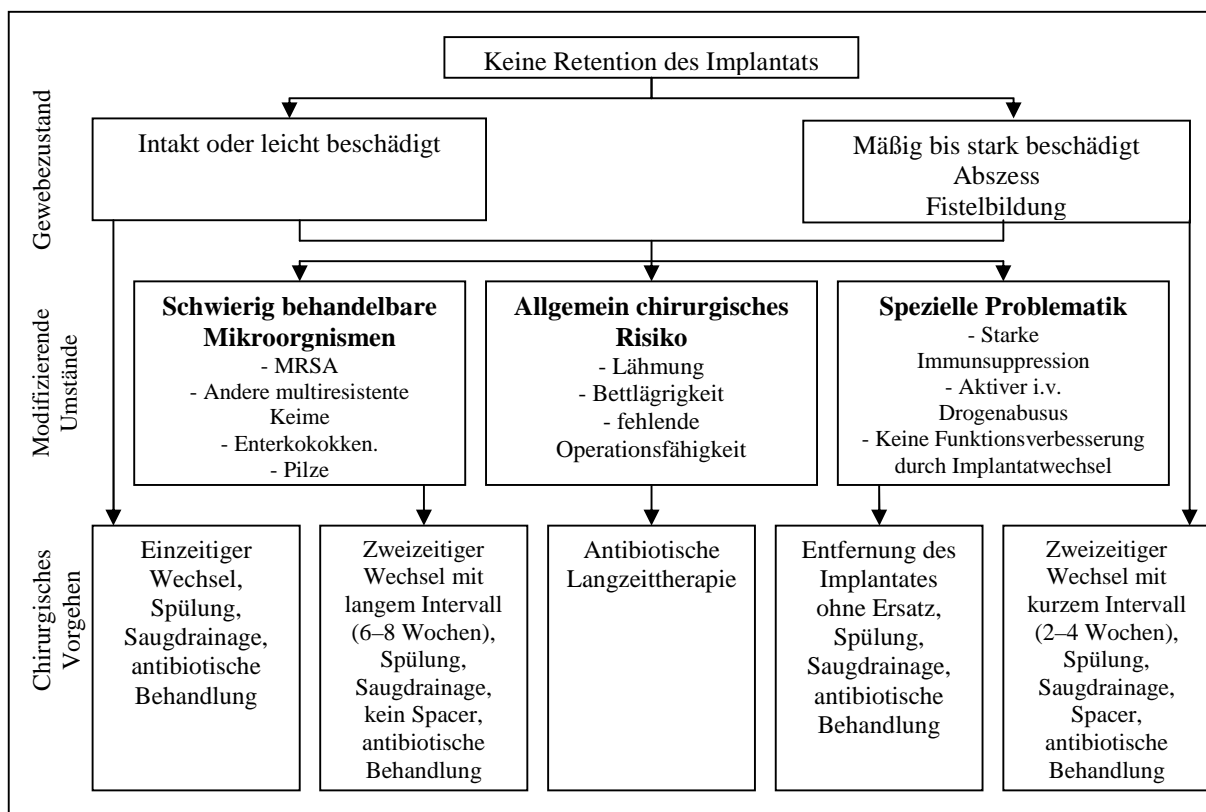 Keine Retention des Implantats
Gewebezustand
Intakt oder leicht beschädigt
Mäßig bis stark beschädigt
Abszess
Fistelbildung
Modifizierende
Umstände
Schwierig behandelbare
Mikroorgnismen
- MRSA
- Andere multiresistente
Keime
- Enterkokokken.
- Pilze
Allgemein chirurgisches
Risiko
- Lähmung
- Bettlägrigkeit
- fehlende
Operationsfähigkeit
Spezielle Problematik
- Starke
Immunsuppression
- Aktiver i.v.
Drogenabusus
- Keine Funktionsverbesserung
durch Implantatwechsel
Chirurgisches
Vorgehen
Einzeitiger
Wechsel,
Spülung,
Saugdrainage,
antibiotische
Behandlung
Zweizeitiger
Wechsel mit
langem Intervall
(6–8 Wochen),
Spülung,
Saugdrainage,
kein Spacer,
antibiotische
Behandlung
Antibiotische
Langzeittherapie
Entfernung des
Implantates
ohne Ersatz,
Spülung,
Saugdrainage,
antibiotische
Behandlung
Zweizeitiger
Wechsel mit
kurzem Intervall
(2–4 Wochen),
Spülung,
Saugdrainage,
Spacer,
antibiotische
Behandlung